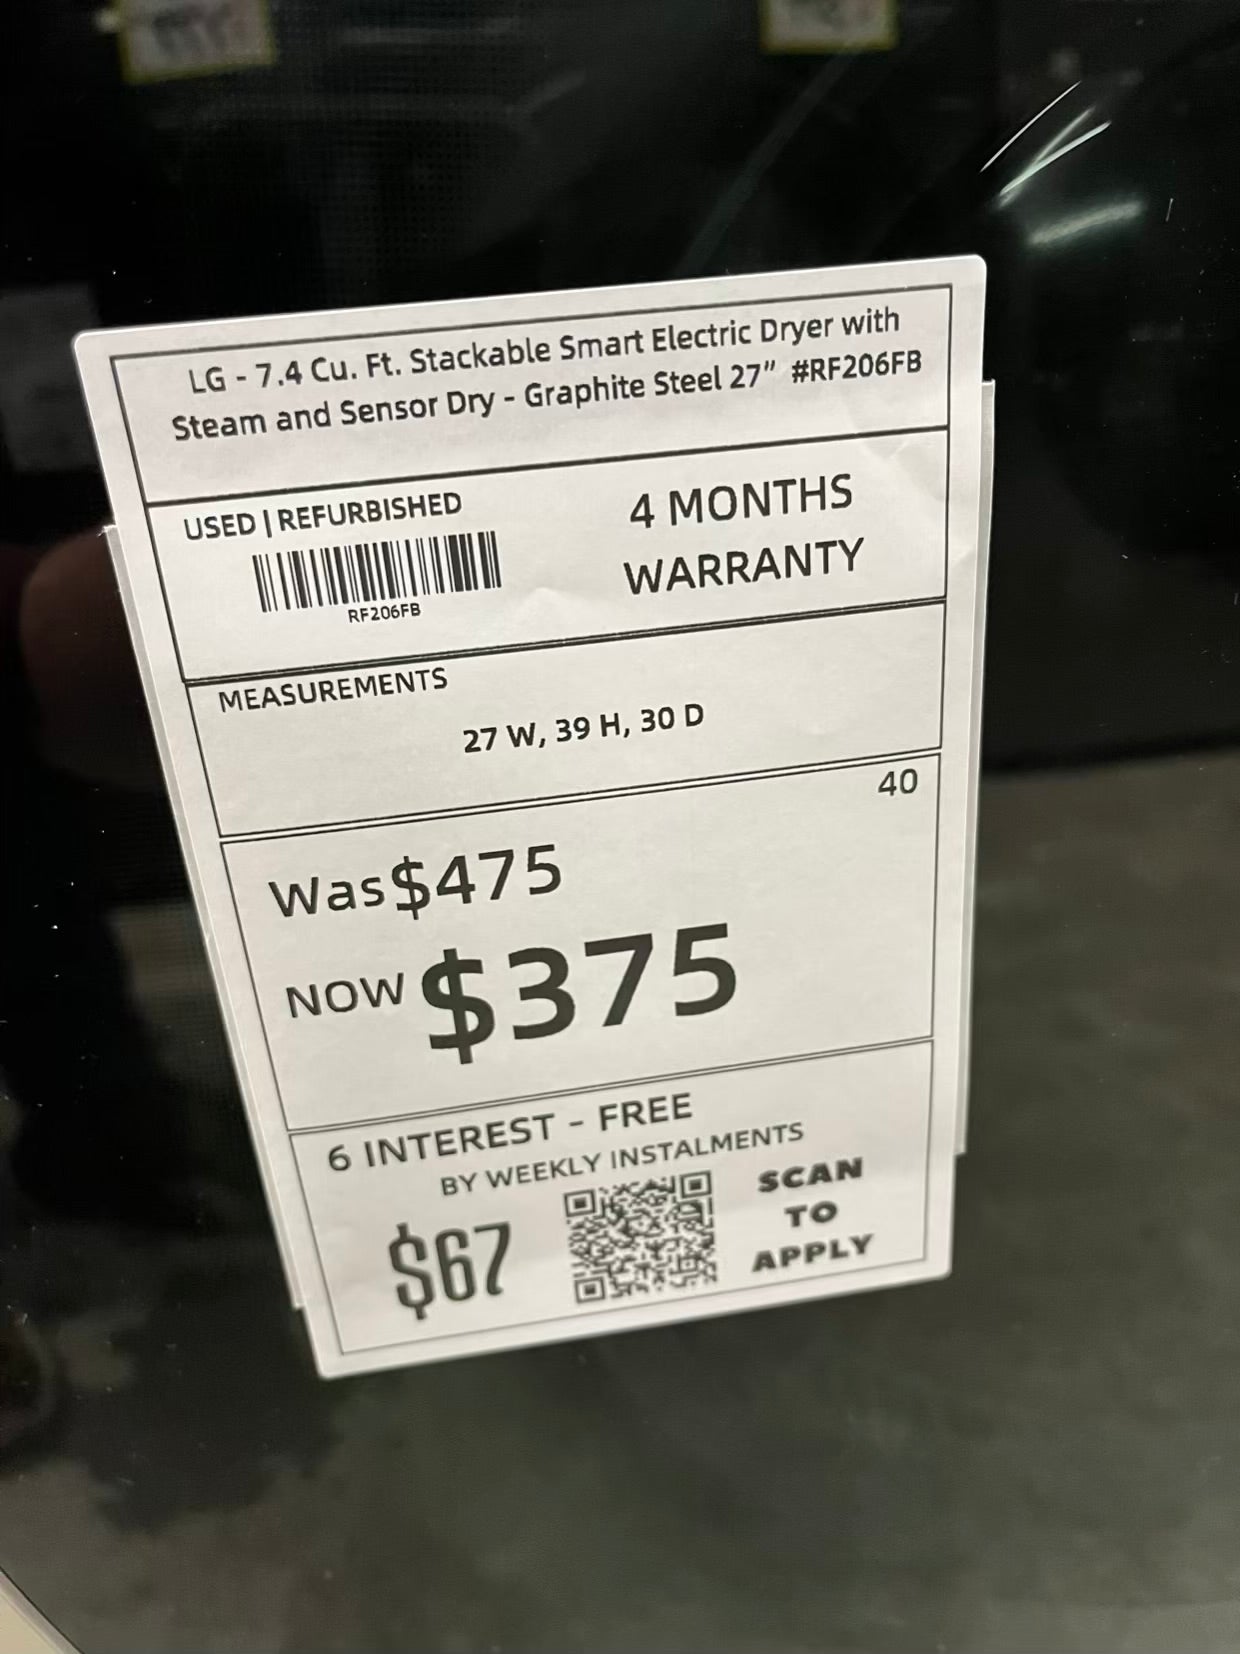 LG - 7.4 Cu. Ft. Stackable Smart Electric Dryer with
Steam and Sensor Dry - Graphite Steel 27" #RF206FB
USED | REFURBISHED
RF206FB
4 MONTHS
WARRANTY
MEASUREMENTS
27 W, 39 H, 30 D
40
Was $475
NOW $375
6 INTEREST - FREE
BY WEEKLY INSTALMENTS
$67
SCAN
TO
APPLY